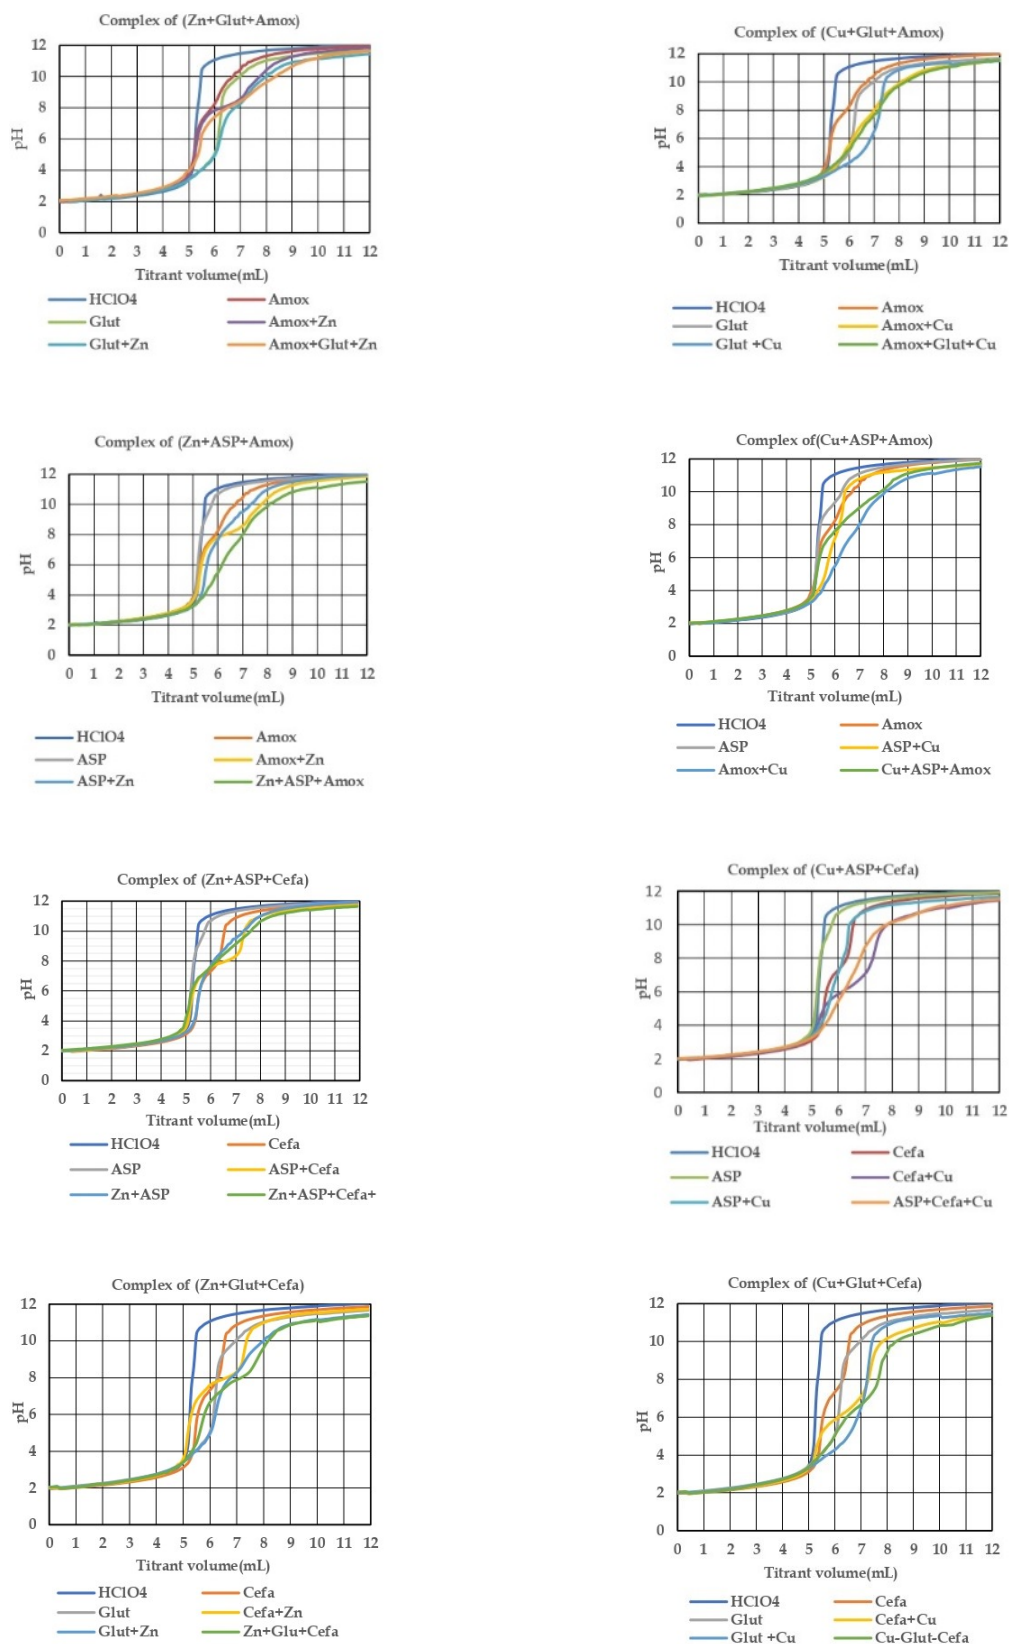 Complex of (Zn+Glut+Amox)
12
10
8
6
4
2
0
pH
0 1 2 3 4 5 6 7 8 9 10 11 12
Titrant volume(mL)
HClO4 Amox
Glut Amox+Zn
Glut+Zn Amox+Glut+Zn
Complex of (Cu+Glut+Amox)
12
10
8
6
4
2
0
pH
0 1 2 3 4 5 6 7 8 9 10 11 12
Titrant volume(mL)
HClO4 Amox
Glut Amox+Cu
Glut +Cu Amox+Glut+Cu
Complex of (Zn+ASP+Amox)
12
10
8
6
4
2
0
pH
0 1 2 3 4 5 6 7 8 9 10 11 12
Titrant volume(mL)
HClO4 Amox
ASP Amox+Zn
ASP+Zn Zn+ASP+Amox
Complex of(Cu+ASP+Amox)
12
10
8
6
4
2
0
pH
0 1 2 3 4 5 6 7 8 9 10 11 12
Titrant volume(mL)
HClO4 Amox
ASP ASP+Cu
Amox+Cu Cu+ASP+Amox
Complex of (Zn+ASP+Cefa)
12
10
8
6
4
2
0
pH
0 1 2 3 4 5 6 7 8 9 10 11 12
Titrant volume(mL)
HClO4 Cefa
ASP ASP+Cefa
Zn+ASP Zn+ASP+Cefa+
Complex of (Cu+ASP+Cefa)
12
10
8
6
4
2
0
pH
0 1 2 3 4 5 6 7 8 9 10 11 12
Titrant volume(mL)
HClO4 Cefa
ASP Cefa+Cu
ASP+Cu ASP+Cefa+Cu
Complex of (Zn+Glut+Cefa)
12
10
8
6
4
2
0
pH
0 1 2 3 4 5 6 7 8 9 10 11 12
Titrant volume(mL)
HClO4 Cefa
Glut Cefa+Zn
Glut+Zn Zn+Glu+Cefa
Complex of (Cu+Glut+Cefa)
12
10
8
6
4
2
0
pH
0 1 2 3 4 5 6 7 8 9 10 11 12
Titrant volume(mL)
HClO4 Cefa
Glut Cefa+Cu
Glut +Cu Cu-Glut-Cefa